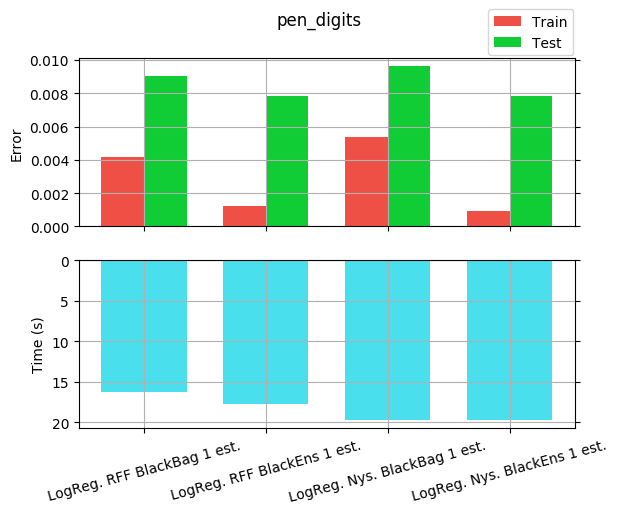 pen_digits
Train
Test
0.010
0.008
0.006
0.004
0.002
0.000
Error
0
5
10
15
20
Time (s)
LogReg. RFF BlackBag 1 est.
LogReg. RFF BlackEns 1 est.
LogReg. Nys. BlackBag 1 est.
LogReg. Nys. BlackEns 1 est.